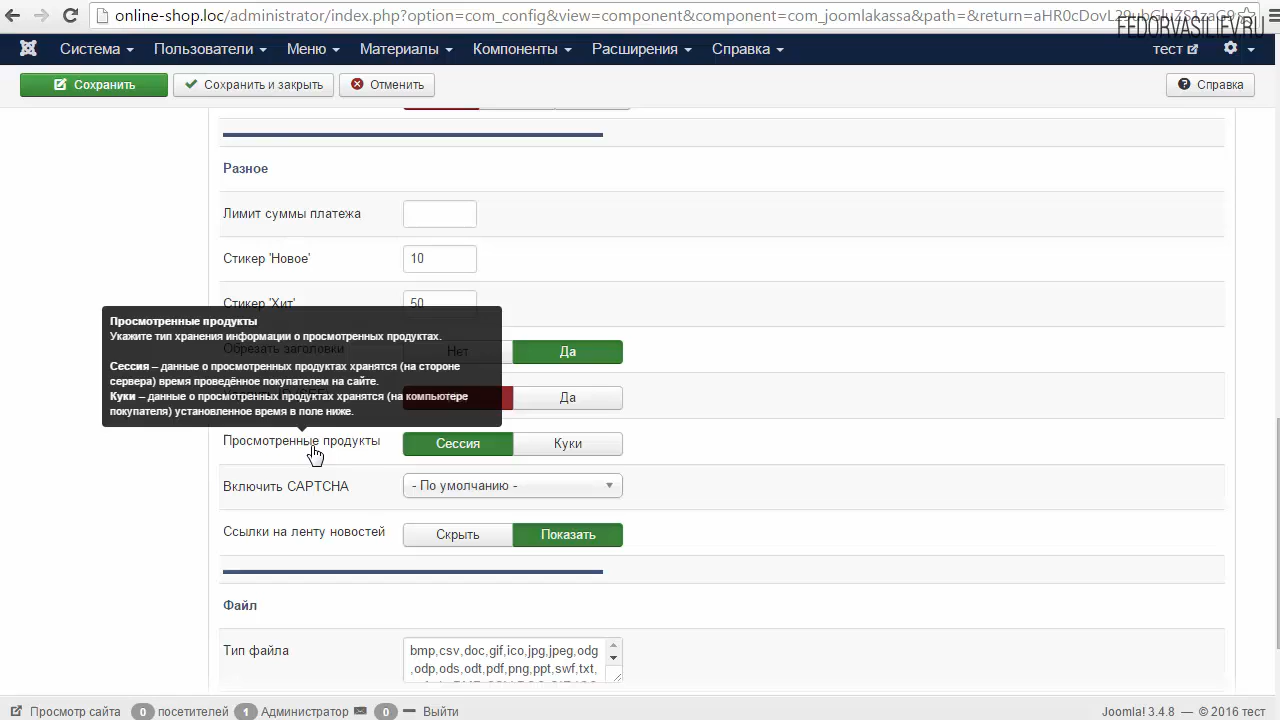 online-shop.loc/administrator/index.php?option=com_config&view=component&component=com_joomlakassa&path=&return=
FEDORVASILIEV.RU
Система Пользователи Меню Материалы Компоненты Расширения Справка тест
Сохранить Сохранить и закрыть Отменить Справка
Разное
Лимит суммы платежа
Стикер 'Новое' 10
Стикер 'Хит' 50
Просмотренные продукты
Укажите тип хранения информации о просмотренных продуктах.
Обрезать заголовки Нет Да
Сессия – данные о просмотренных продуктах хранятся (на стороне
сервера) время проведённое покупателем на сайте.
Куки – данные о просмотренных продуктах хранятся (на компьютере
покупателя) установленное время в поле ниже.
Да
Просмотренные продукты Сессия Куки
Включить CAPTCHA - По умолчанию -
Ссылки на ленту новостей Скрыть Показать
Файл
Тип файла bmp,csv,doc,gif,ico,jpg,jpeg,odg
,odp,ods,odt,pdf,png,ppt,swf,txt,
Просмотр сайта 0 посетителей 1 Администратор 0 Выйти Joomla! 3.4.8 — © 2016 тест